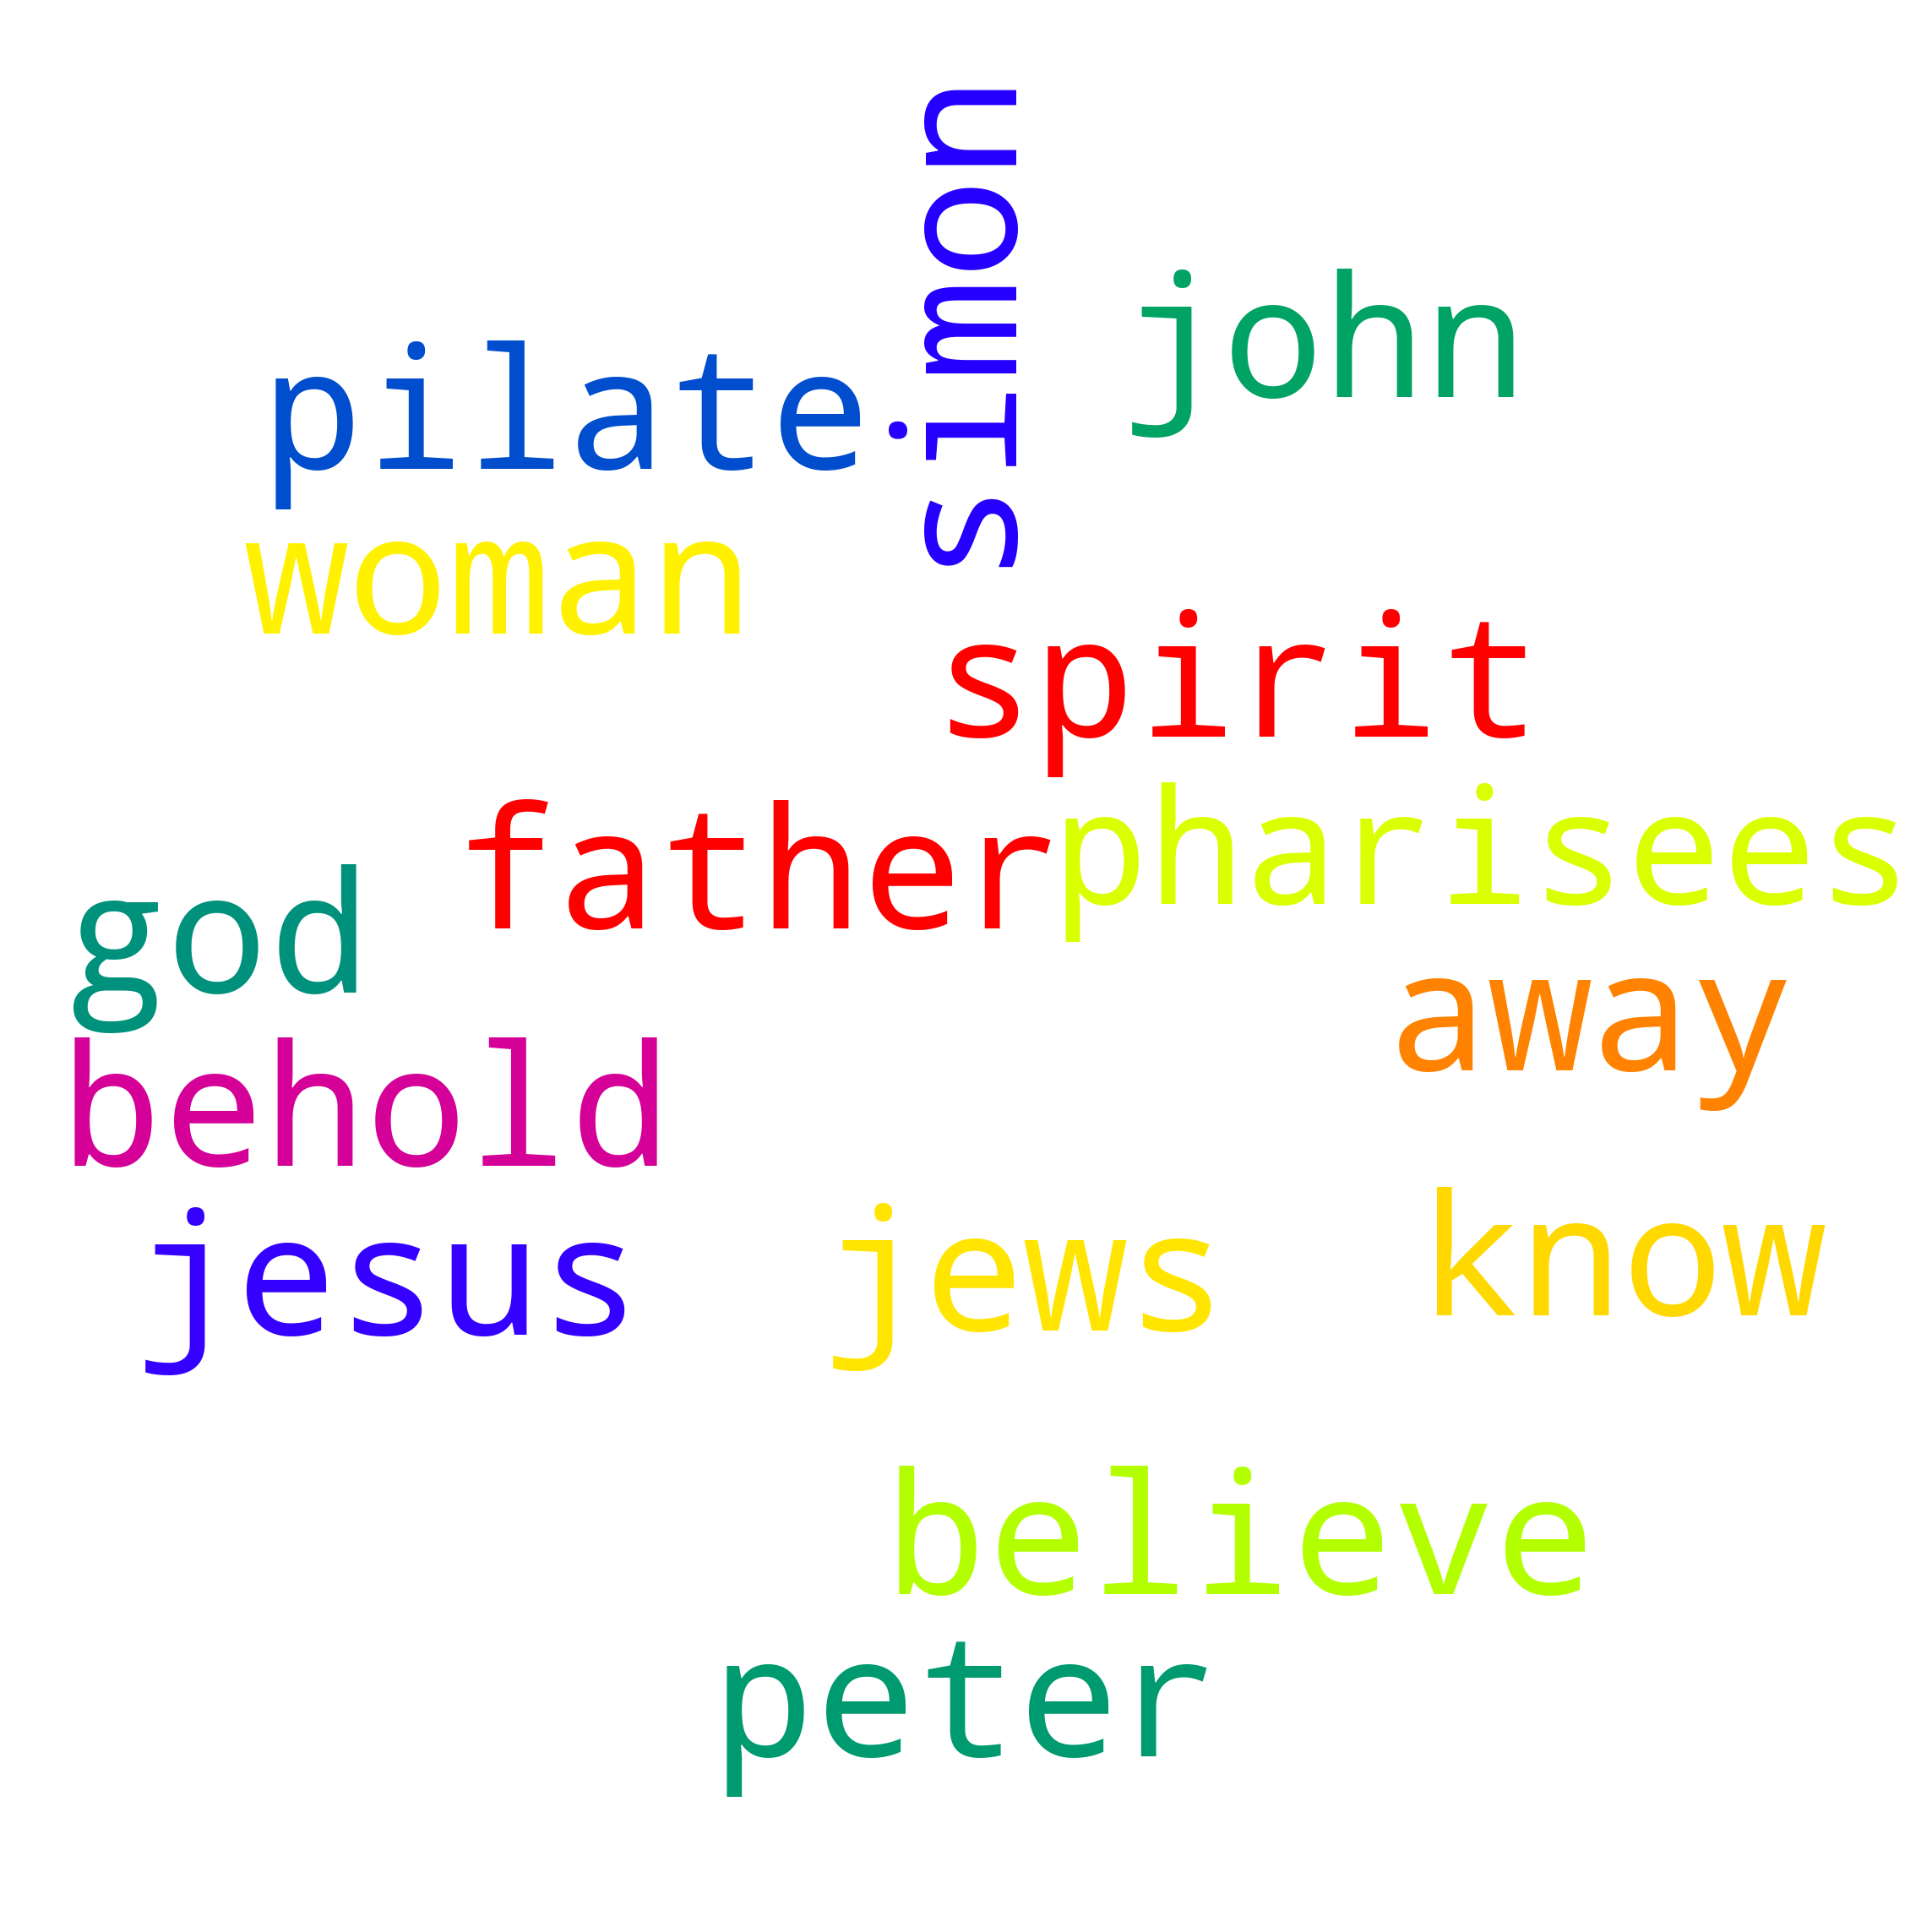 simon
john
pilate
woman
spirit
father
pharisees
god
away
behold
know
jesus
jews
believe
peter